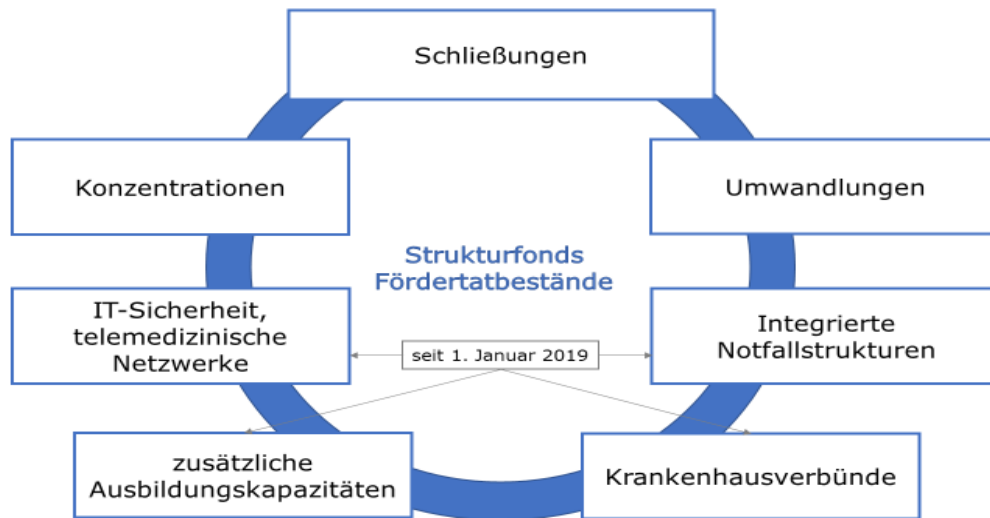 Schließungen
Konzentrationen
Umwandlungen
Strukturfonds
Fördertatbestände
IT-Sicherheit,
telemedizinische
Netzwerke
seit 1. Januar 2019
Integrierte
Notfallstrukturen
zusätzliche
Ausbildungskapazitäten
Krankenhausverbünde